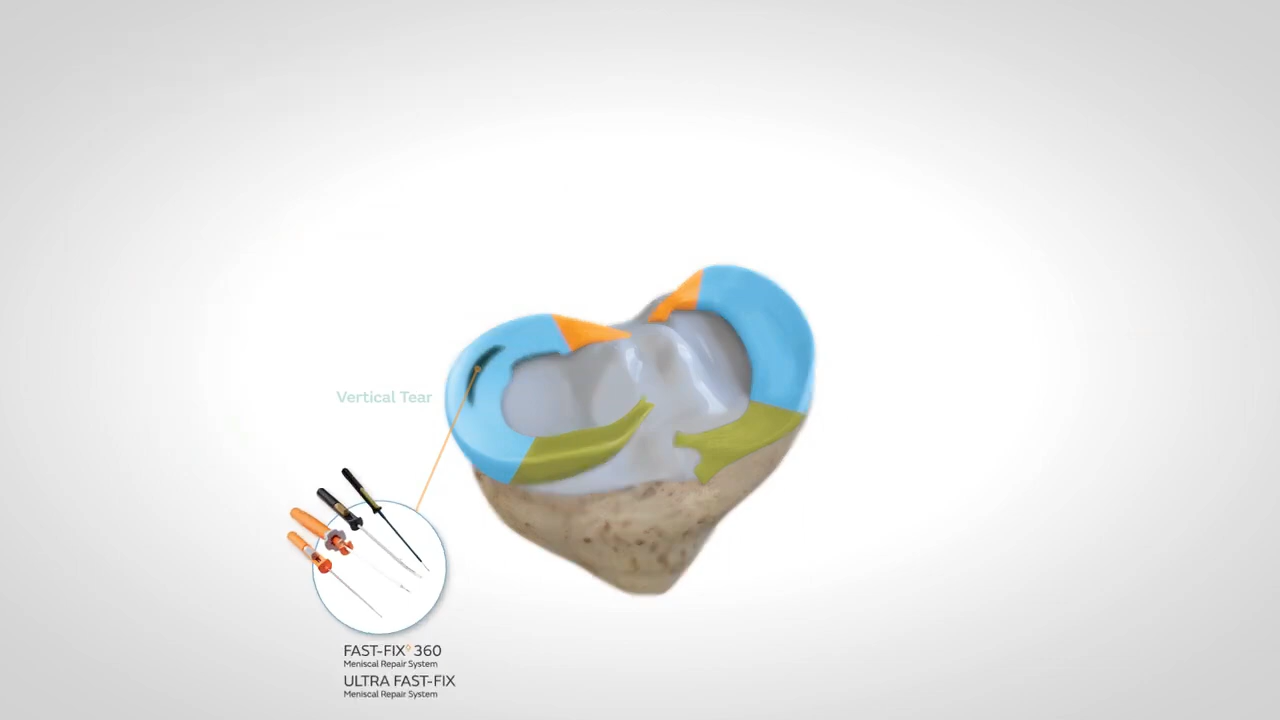 Vertical Tear
FAST-FIX◊ 360
Meniscal Repair System
ULTRA FAST-FIX
Meniscal Repair System